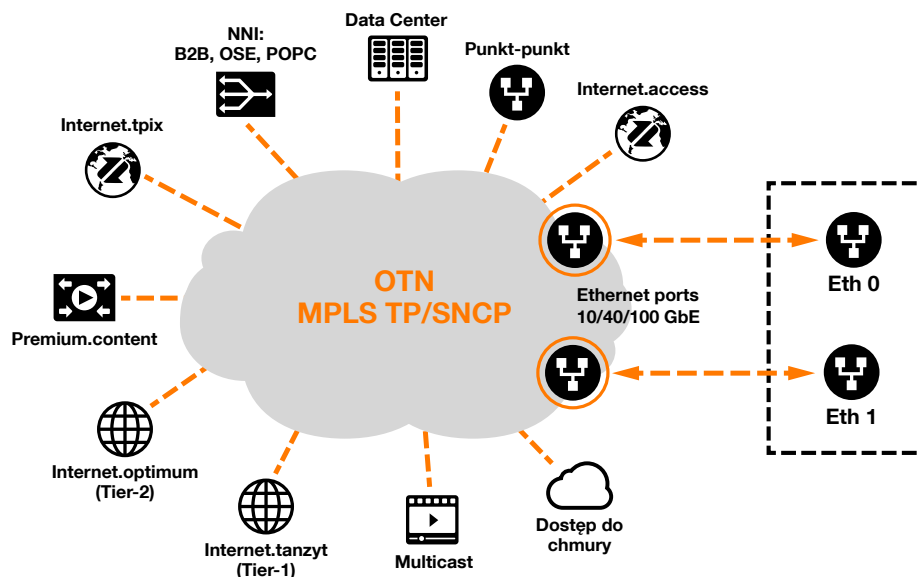 NNI:
B2B, OSE, POPC
Data Center
Punkt-punkt
Internet.access
Internet.tpix
OTN
MPLS TP/SNCP
Ethernet ports
10/40/100 GbE
Eth 0
Premium.content
Eth 1
Internet.optimum
(Tier-2)
Internet.tanzyt
(Tier-1)
Multicast
Dostęp do
chmury